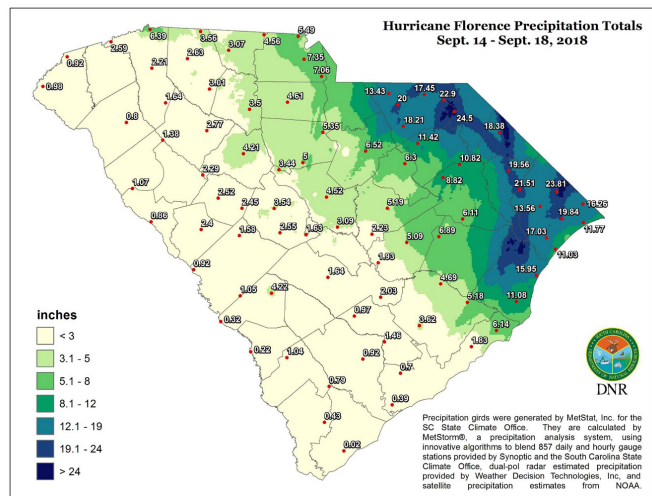 Hurricane Florence Precipitation Totals
Sept. 14 - Sept. 18, 2018
6.39 3.56 4.56 5.49
2.59 3.07
0.92 2.21 2.63 7.35
7.06
0.98 3.01 13.43 17.45 22.9
1.64 3.5 4.61 20
0.8 24.5
2.77 5.35 18.21 18.38
1.38 11.42
4.21 6.52
3.44 5 6.3 10.82
2.29 19.56
8.82
1.07 21.51 23.81
2.52 4.52
2.45 3.54 5.19 13.56 16.26
0.86 6.11 19.84
2.4 3.09 11.77
1.58 2.55 1.53 2.23 6.89 17.03
5.09
11.03
0.92 1.93
1.64 15.95
4.69
1.05 4.22 2.03 5.18 11.08
0.97
0.32 3.62
6.14
1.46 1.83
0.22 1.04 0.92
0.7
0.79
0.39
0.43
0.02
inches
< 3
3.1 - 5
5.1 - 8
8.1 - 12
12.1 - 19
19.1 - 24
> 24
DNR
Precipitation girds were generated by MetStat, Inc. for the
SC State Climate Office. They are calculated by
MetStorm®, a precipitation analysis system, using
innovative algorithms to blend 857 daily and hourly gauge
stations provided by Synoptic and the South Carolina State
Climate Office, dual-pol radar estimated precipitation
provided by Weather Decision Technologies, Inc, and
satellite precipitation estimates from NOAA.